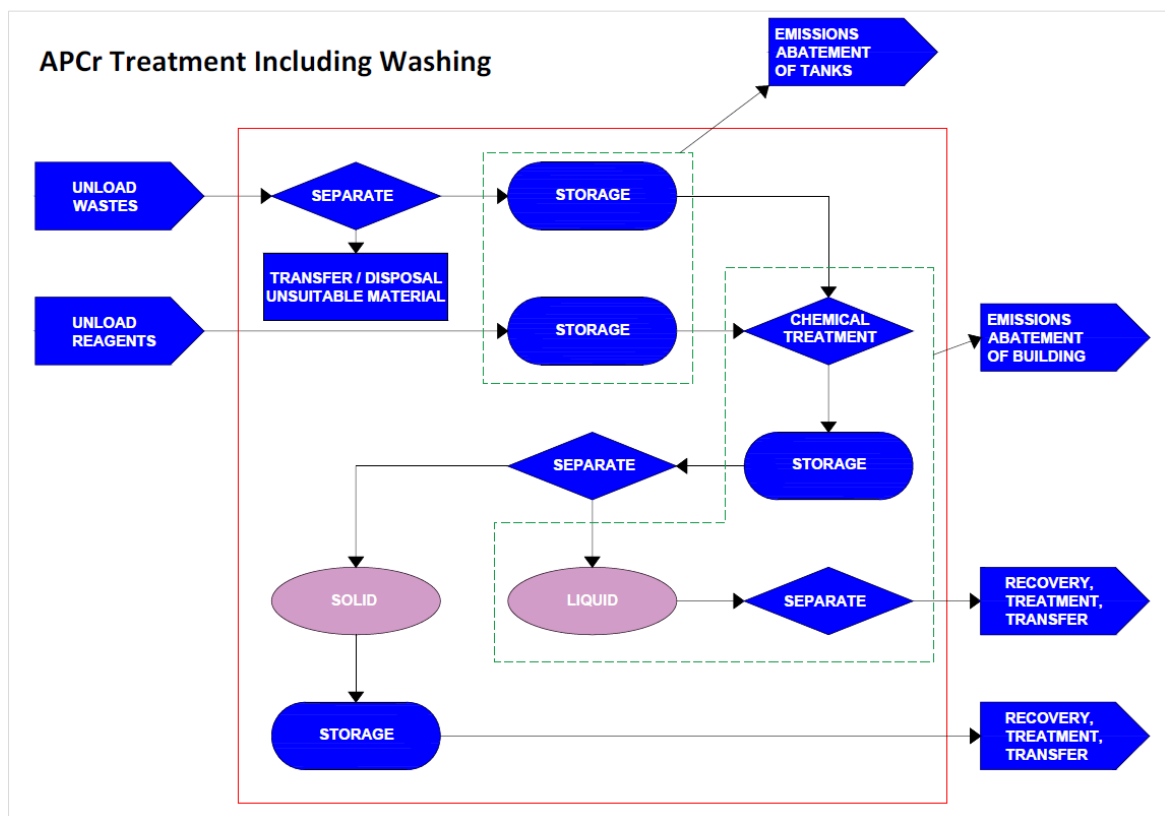 APCr Treatment Including Washing
EMISSIONS
ABATEMENT
OF TANKS
UNLOAD
WASTES
SEPARATE
STORAGE
TRANSFER / DISPOSAL
UNSUITABLE MATERIAL
UNLOAD
REAGENTS
STORAGE
CHEMICAL
TREATMENT
EMISSIONS
ABATEMENT
OF BUILDING
SEPARATE
STORAGE
SOLID
LIQUID
SEPARATE
RECOVERY,
TREATMENT,
TRANSFER
STORAGE
RECOVERY,
TREATMENT,
TRANSFER